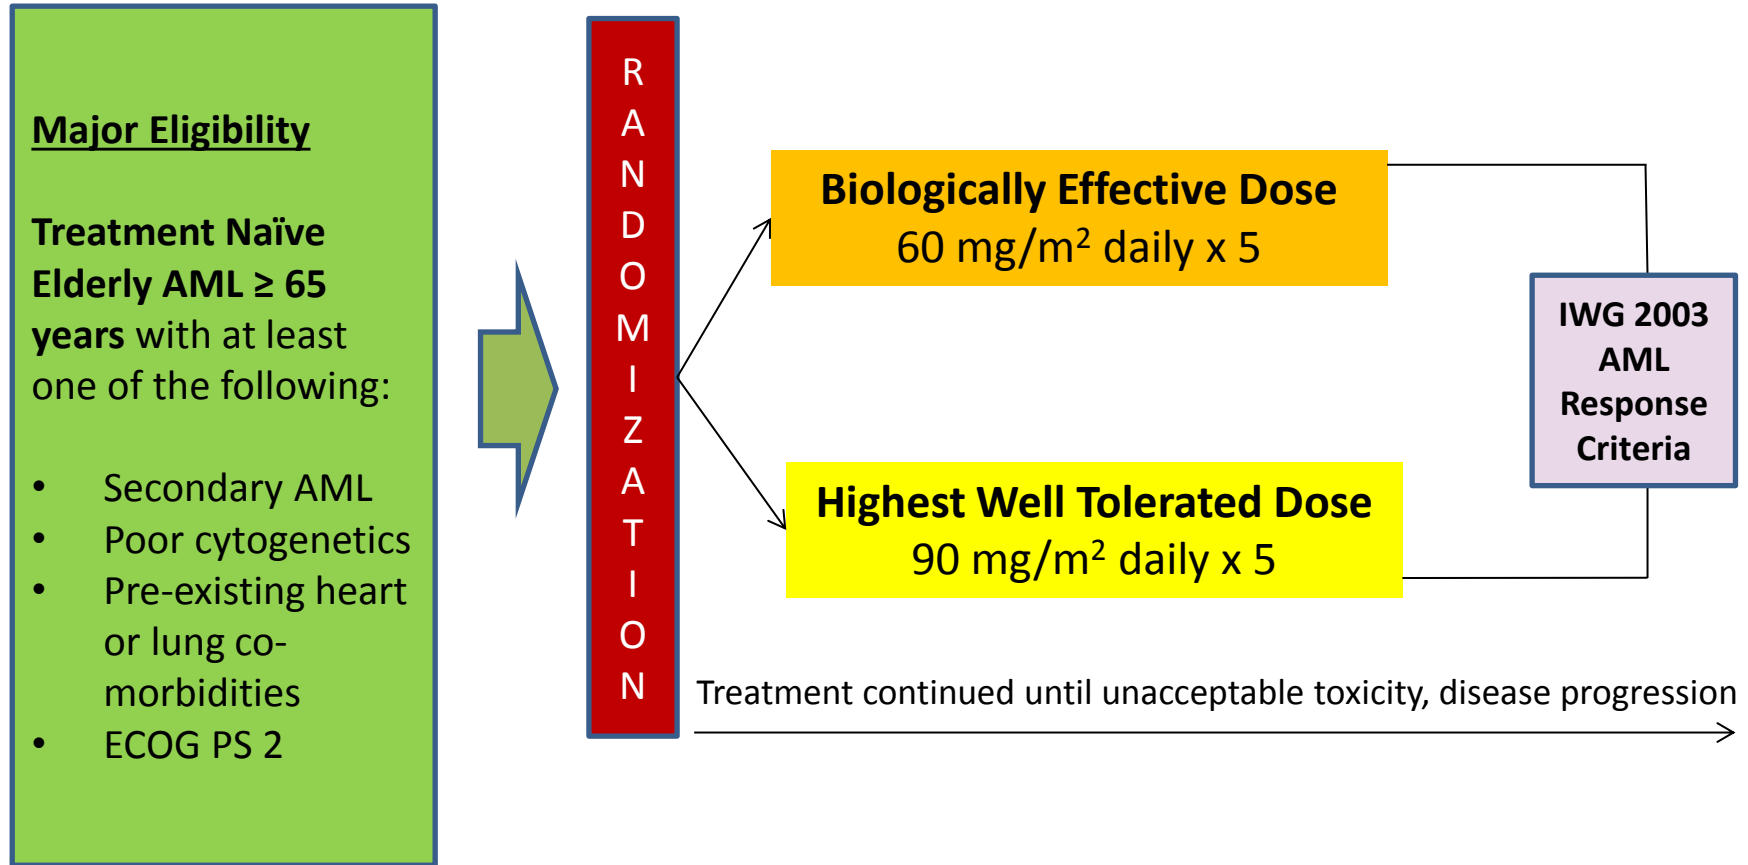 Major Eligibility
Treatment Naïve
Elderly AML ≥ 65
years with at least
one of the following:
• Secondary AML
• Poor cytogenetics
• Pre-existing heart
or lung co-
morbidities
• ECOG PS 2
R
A
N
D
O
M
I
Z
A
T
I
O
N
Biologically Effective Dose
60 mg/m² daily x 5
Highest Well Tolerated Dose
90 mg/m² daily x 5
IWG 2003
AML
Response
Criteria
Treatment continued until unacceptable toxicity, disease progression